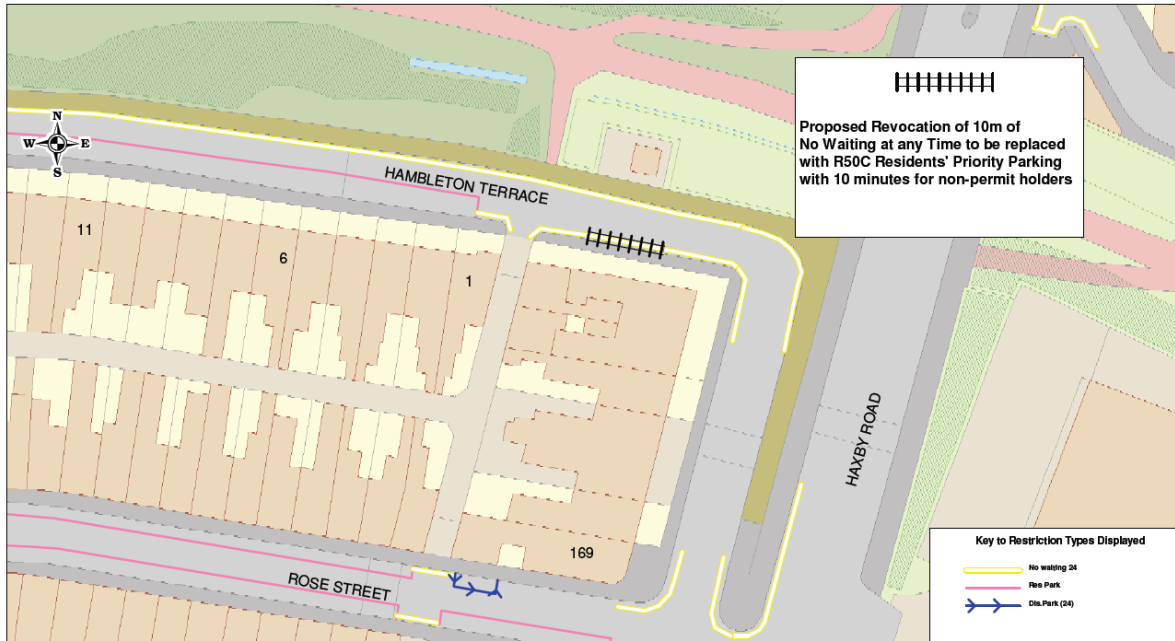 N
W E
S
HAMBLETON TERRACE
Proposed Revocation of 10m of
No Waiting at any Time to be replaced
with R50C Residents' Priority Parking
with 10 minutes for non-permit holders
11
6
1
HAXBY ROAD
169
ROSE STREET
Key to Restriction Types Displayed
No waiting 24
Res Park
Dis.Park (24)